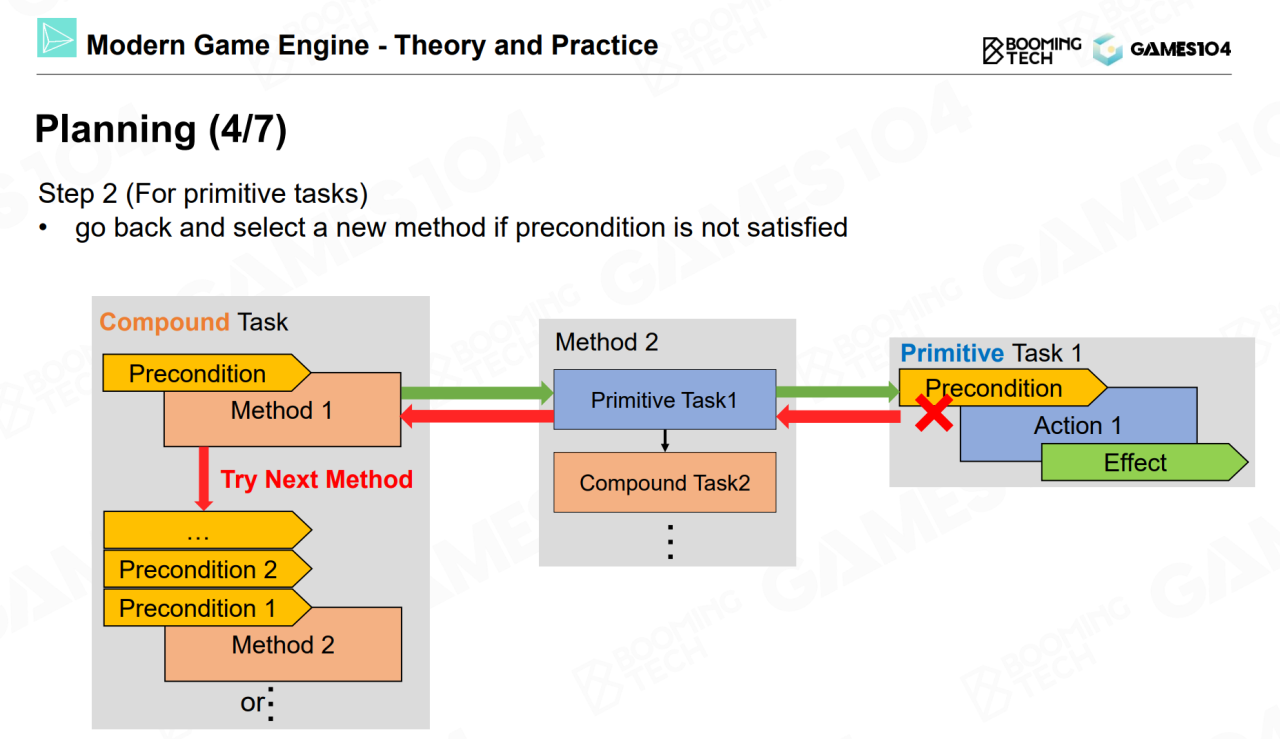 Modern Game Engine - Theory and Practice
BOOMING
TECH
GAMES104
Planning (4/7)
Step 2 (For primitive tasks)
• go back and select a new method if precondition is not satisfied
Compound Task
Precondition
Method 1
Try Next Method
...
Precondition 2
Precondition 1
Method 2
or
Method 2
Primitive Task1
Compound Task2
Primitive Task 1
Precondition
Action 1
Effect